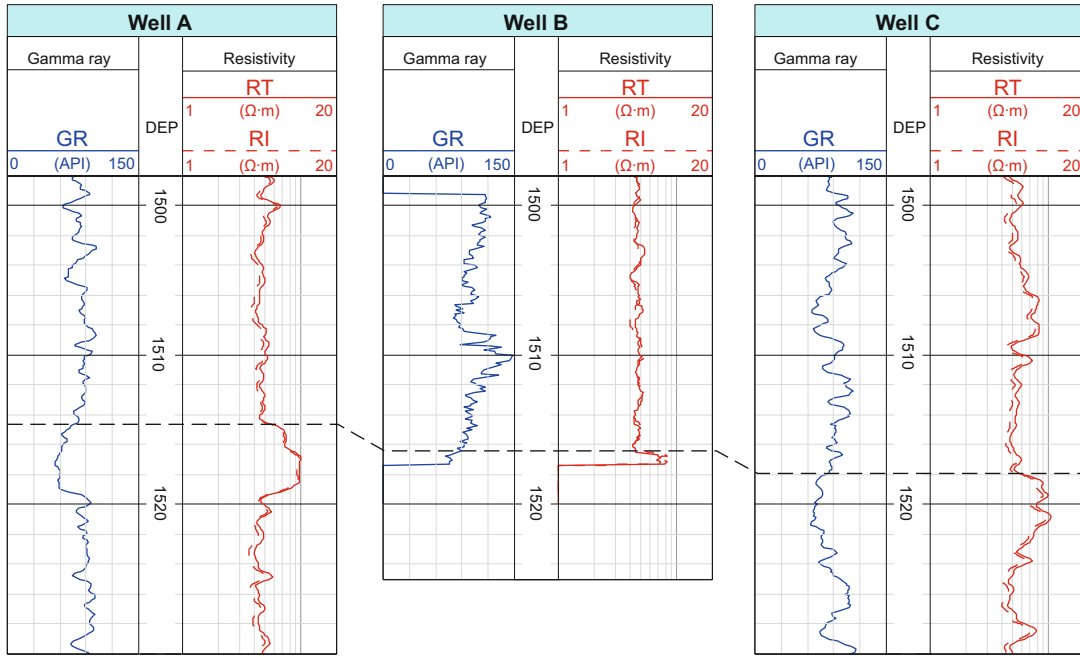 Well A
Gamma ray
Resistivity
RT
1 (Ω·m) 20
DEP
GR
RI
0 (API) 150
1 (Ω·m) 20
1500
1510
1520
Well B
Gamma ray
Resistivity
RT
1 (Ω·m) 20
DEP
GR
RI
0 (API) 150
1 (Ω·m) 20
1500
1510
1520
Well C
Gamma ray
Resistivity
RT
1 (Ω·m) 20
DEP
GR
RI
0 (API) 150
1 (Ω·m) 20
1500
1510
1520